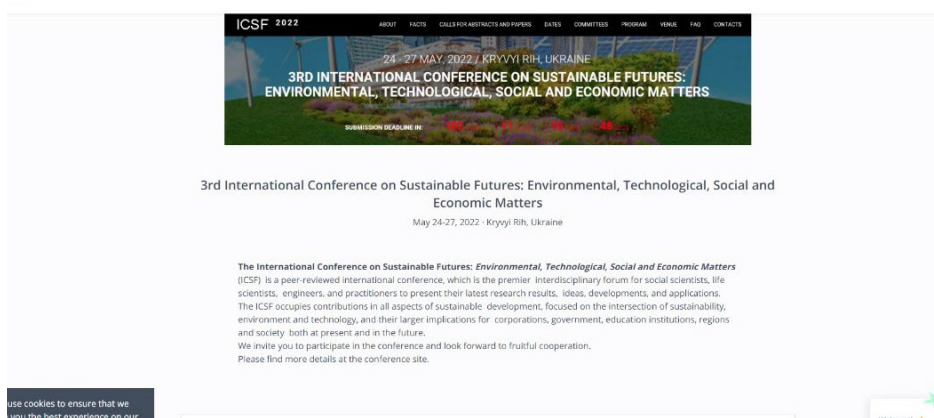 ICSF 2022
ABOUT FACTS CALLS FOR ABSTRACTS AND PAPERS DATES COMMITTEES PROGRAM VENUE FAQ CONTACTS
24 - 27 MAY, 2022 / KRYVYI RIH, UKRAINE
3RD INTERNATIONAL CONFERENCE ON SUSTAINABLE FUTURES:
ENVIRONMENTAL, TECHNOLOGICAL, SOCIAL AND ECONOMIC MATTERS
SUBMISSION DEADLINE IN:
3rd International Conference on Sustainable Futures: Environmental, Technological, Social and
Economic Matters
May 24-27, 2022 · Kryvyi Rih, Ukraine
The International Conference on Sustainable Futures: Environmental, Technological, Social and Economic Matters
(ICSF) is a peer-reviewed international conference, which is the premier interdisciplinary forum for social scientists, life
scientists, engineers, and practitioners to present their latest research results, ideas, developments, and applications.
The ICSF occupies contributions in all aspects of sustainable development, focused on the intersection of sustainability,
environment and technology, and their larger implications for corporations, government, education institutions, regions
and society both at present and in the future.
We invite you to participate in the conference and look forward to fruitful cooperation.
Please find more details at the conference site.
use cookies to ensure that we
you the best experience on our